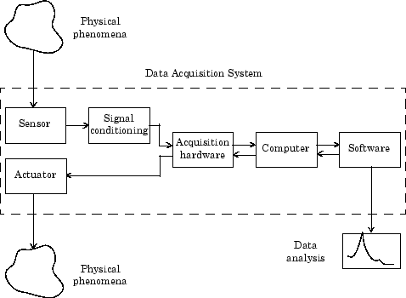 Physical
phenomena
Data Acquisition System
Sensor
Signal
conditioning
Acquisition
hardware
Computer
Software
Actuator
Physical
phenomena
Data
analysis